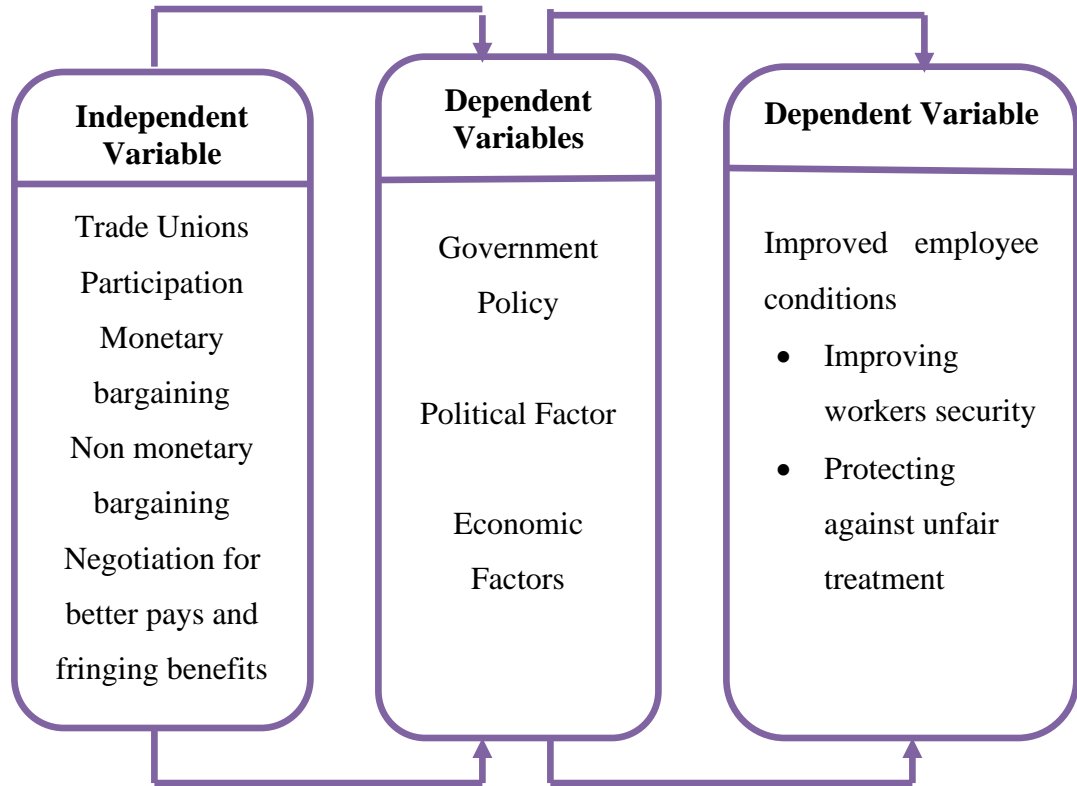 Independent
Variable
Trade Unions
Participation
Monetary
bargaining
Non monetary
bargaining
Negotiation for
better pays and
fringing benefits
Dependent
Variables
Government
Policy
Political Factor
Economic
Factors
Dependent Variable
Improved employee
conditions
• Improving
workers security
• Protecting
against unfair
treatment